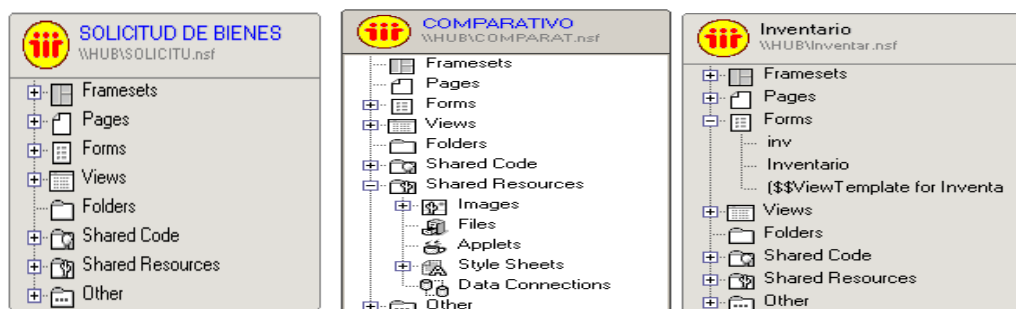 SOLICITUD DE BIENES
\\HUB\SOLICITU.nsf
Framesets
Pages
Forms
Views
Folders
Shared Code
Shared Resources
Other
COMPARATIVO
\\HUB\COMPARAT.nsf
Framesets
Pages
Forms
Views
Folders
Shared Code
Shared Resources
Images
Files
Applets
Style Sheets
Data Connections
Other
Inventario
\\HUB\Inventar.nsf
Framesets
Pages
Forms
inv
Inventario
($$ViewTemplate for Inventa
Views
Folders
Shared Code
Shared Resources
Other